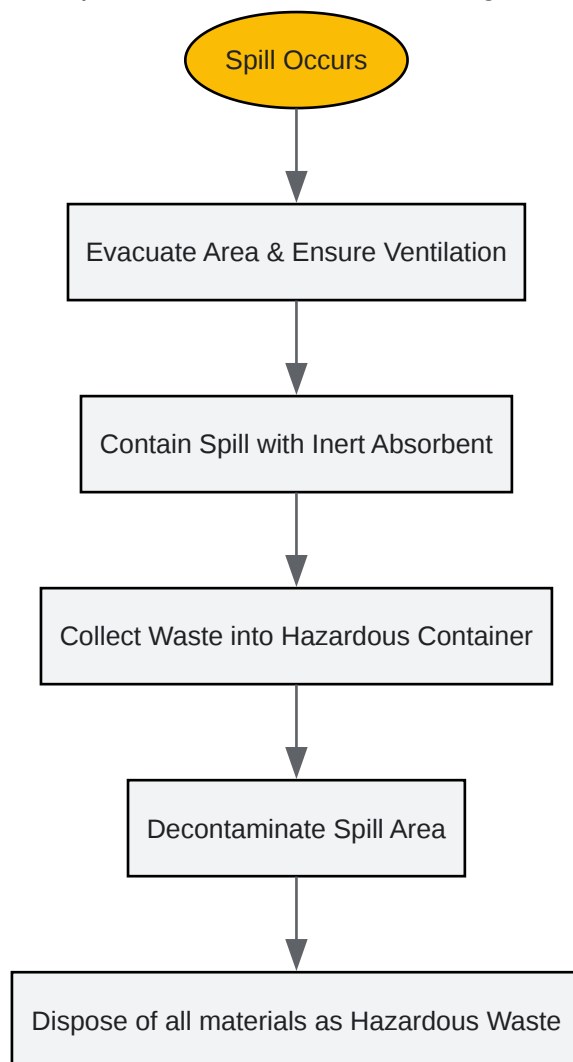 Spill Occurs
Evacuate Area & Ensure Ventilation
Contain Spill with Inert Absorbent
Collect Waste into Hazardous Container
Decontaminate Spill Area
Dispose of all materials as Hazardous Waste